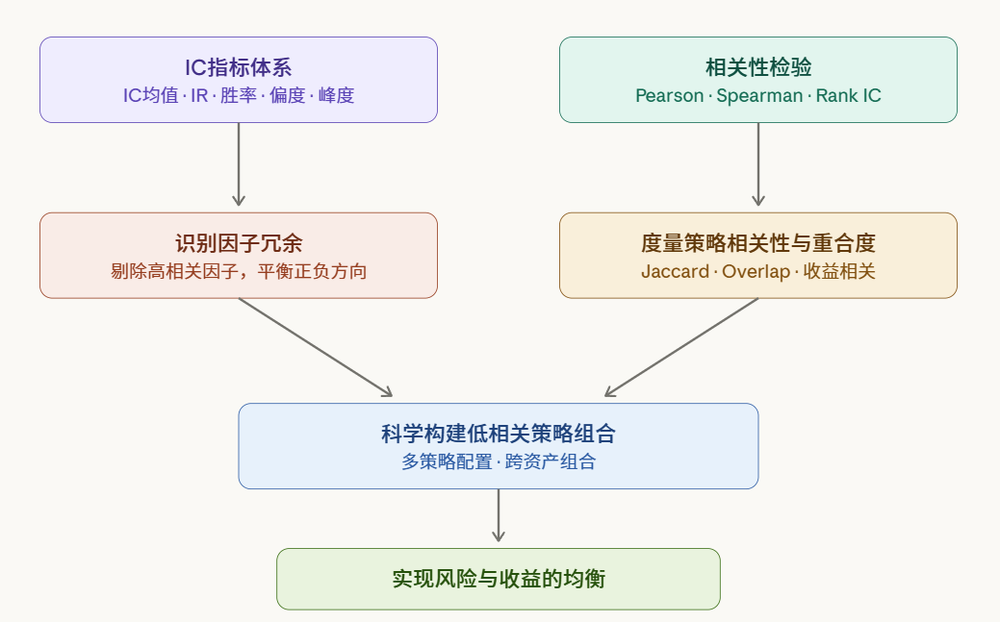 IC指标体系
IC均值 · IR · 胜率 · 偏度 · 峰度
相关性检验
Pearson · Spearman · Rank IC
识别因子冗余
剔除高相关因子，平衡正负方向
度量策略相关性与重合度
Jaccard · Overlap · 收益相关
科学构建低相关策略组合
多策略配置 · 跨资产组合
实现风险与收益的均衡